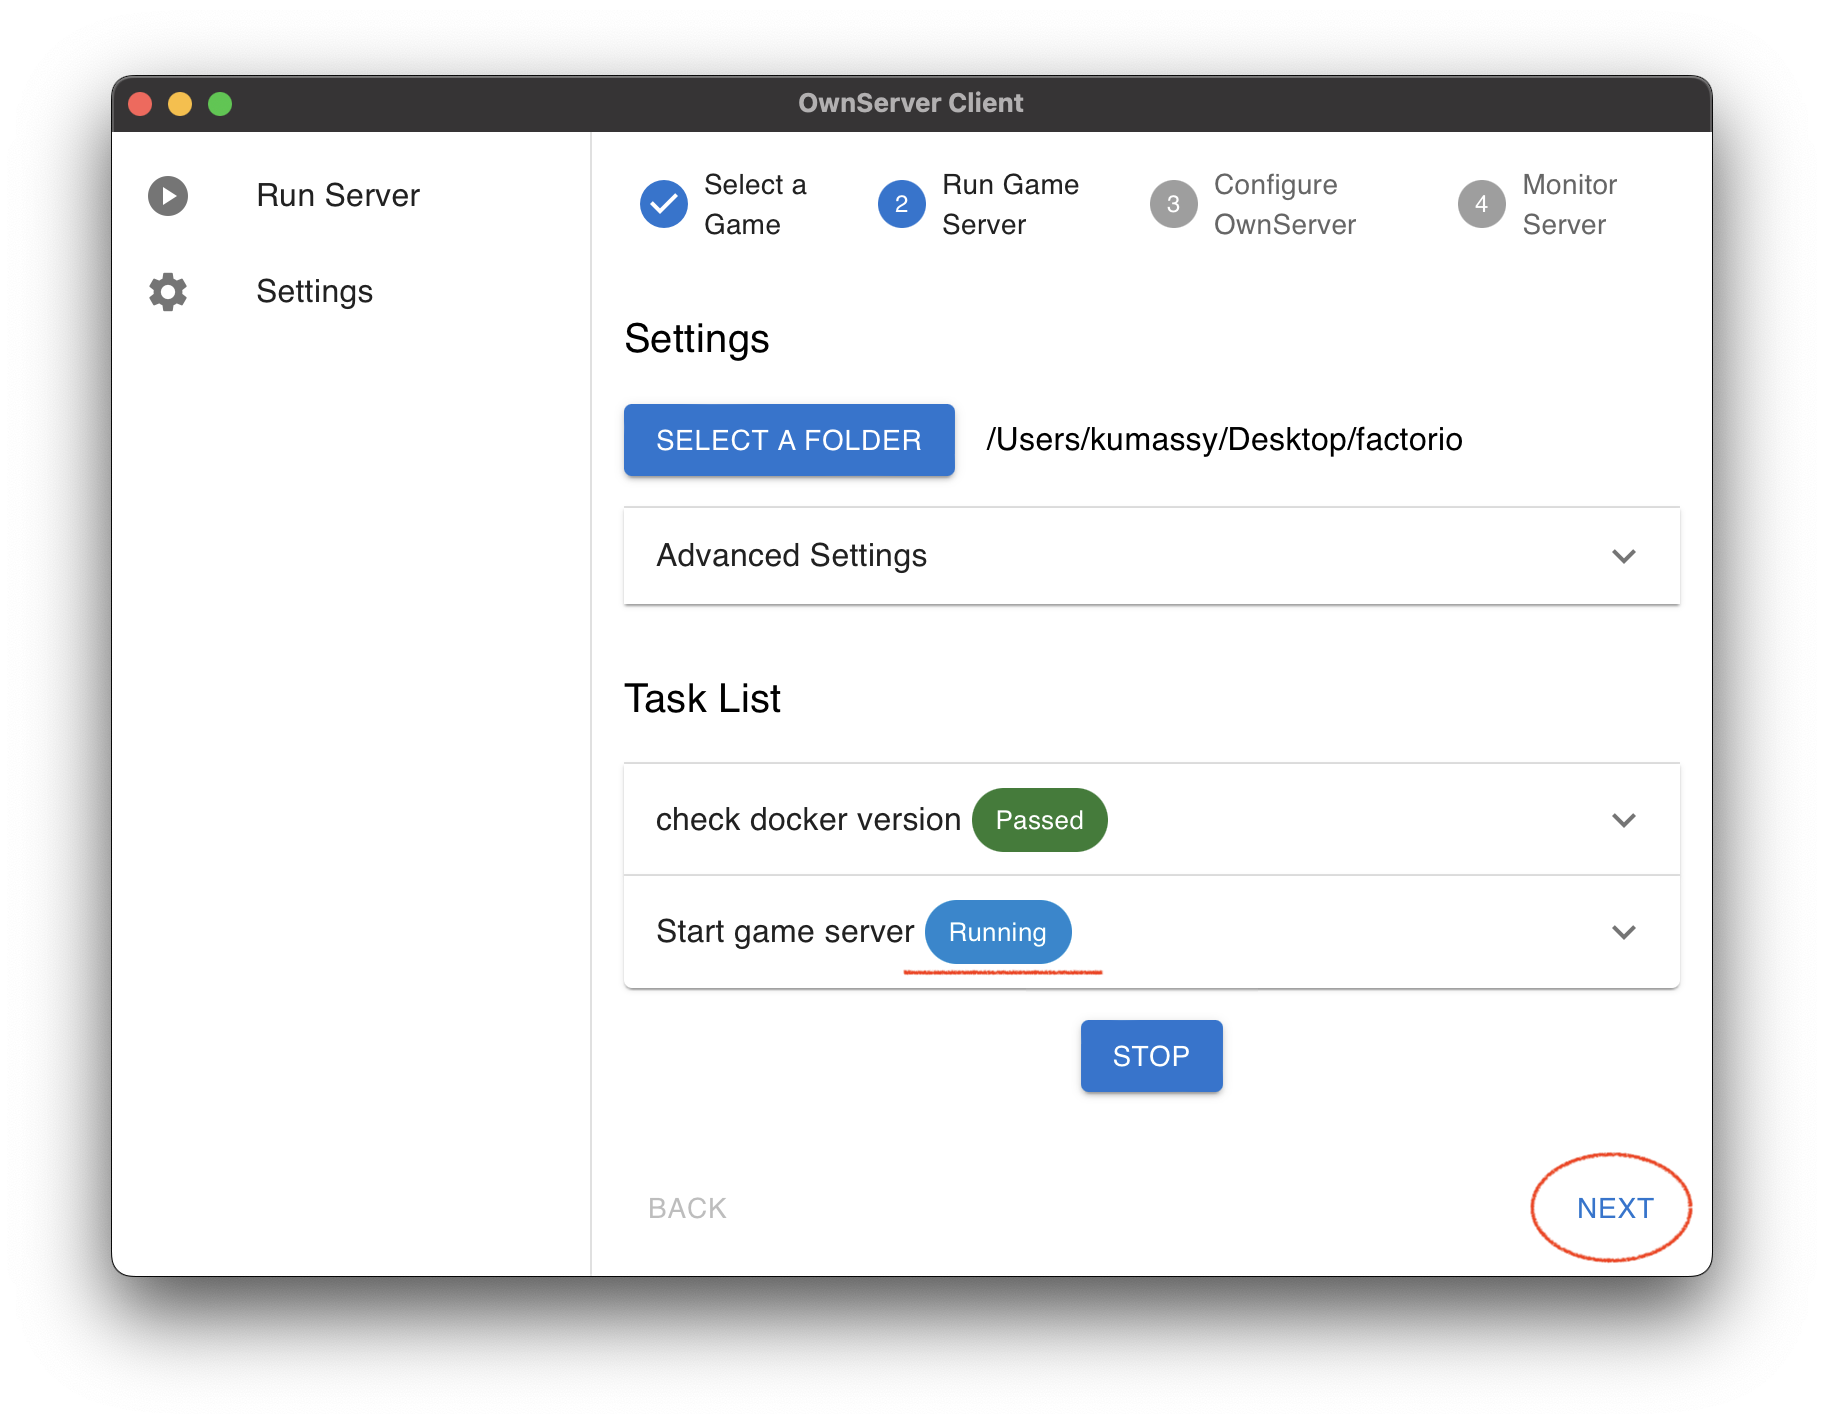 OwnServer Client
Run Server
Settings
Select a
Game
2
Run Game
Server
3
Configure
OwnServer
4
Monitor
Server
Settings
SELECT A FOLDER
/Users/kumassy/Desktop/factorio
Advanced Settings
Task List
check docker version
Passed
Start game server
Running
STOP
BACK
NEXT